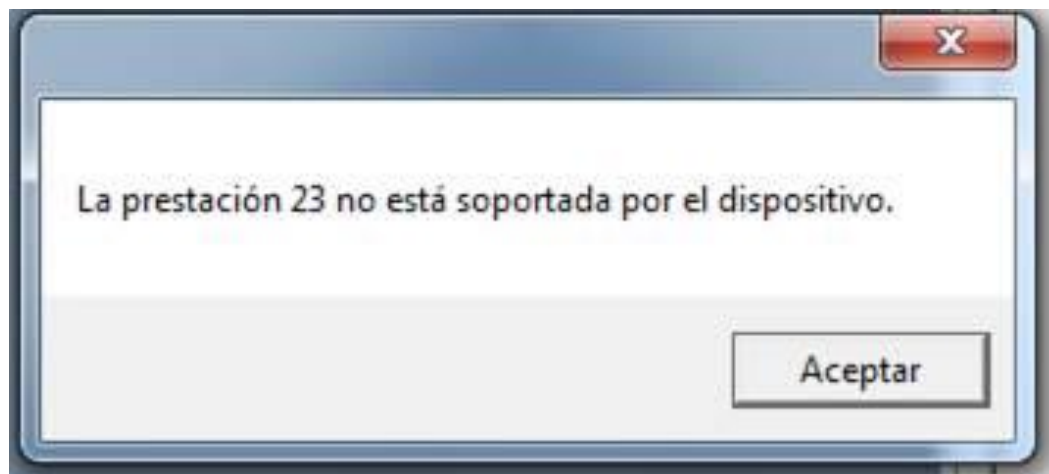 La prestación 23 no está soportada por el dispositivo.
Aceptar